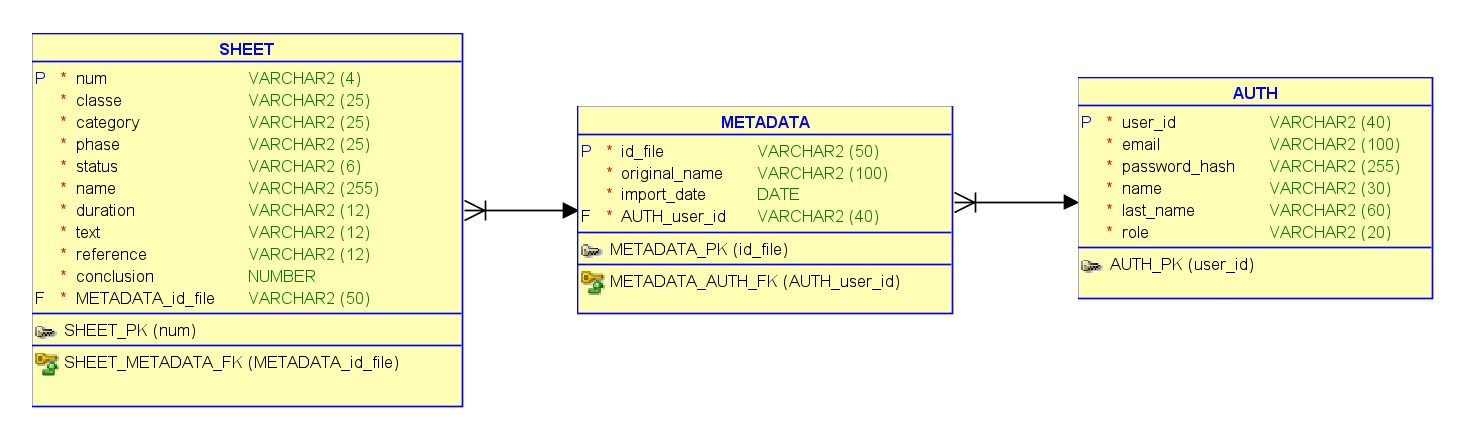 SHEET
P * num VARCHAR2 (4)
* classe VARCHAR2 (25)
* category VARCHAR2 (25)
* phase VARCHAR2 (25)
* status VARCHAR2 (6)
* name VARCHAR2 (255)
* duration VARCHAR2 (12)
* text VARCHAR2 (12)
* reference VARCHAR2 (12)
* conclusion NUMBER
F * METADATA_id_file VARCHAR2 (50)
SHEET_PK (num)
SHEET_METADATA_FK (METADATA_id_file)
METADATA
P * id_file VARCHAR2 (50)
* original_name VARCHAR2 (100)
* import_date DATE
F * AUTH_user_id VARCHAR2 (40)
METADATA_PK (id_file)
METADATA_AUTH_FK (AUTH_user_id)
AUTH
P * user_id VARCHAR2 (40)
* email VARCHAR2 (100)
* password_hash VARCHAR2 (255)
* name VARCHAR2 (30)
* last_name VARCHAR2 (60)
* role VARCHAR2 (20)
AUTH_PK (user_id)